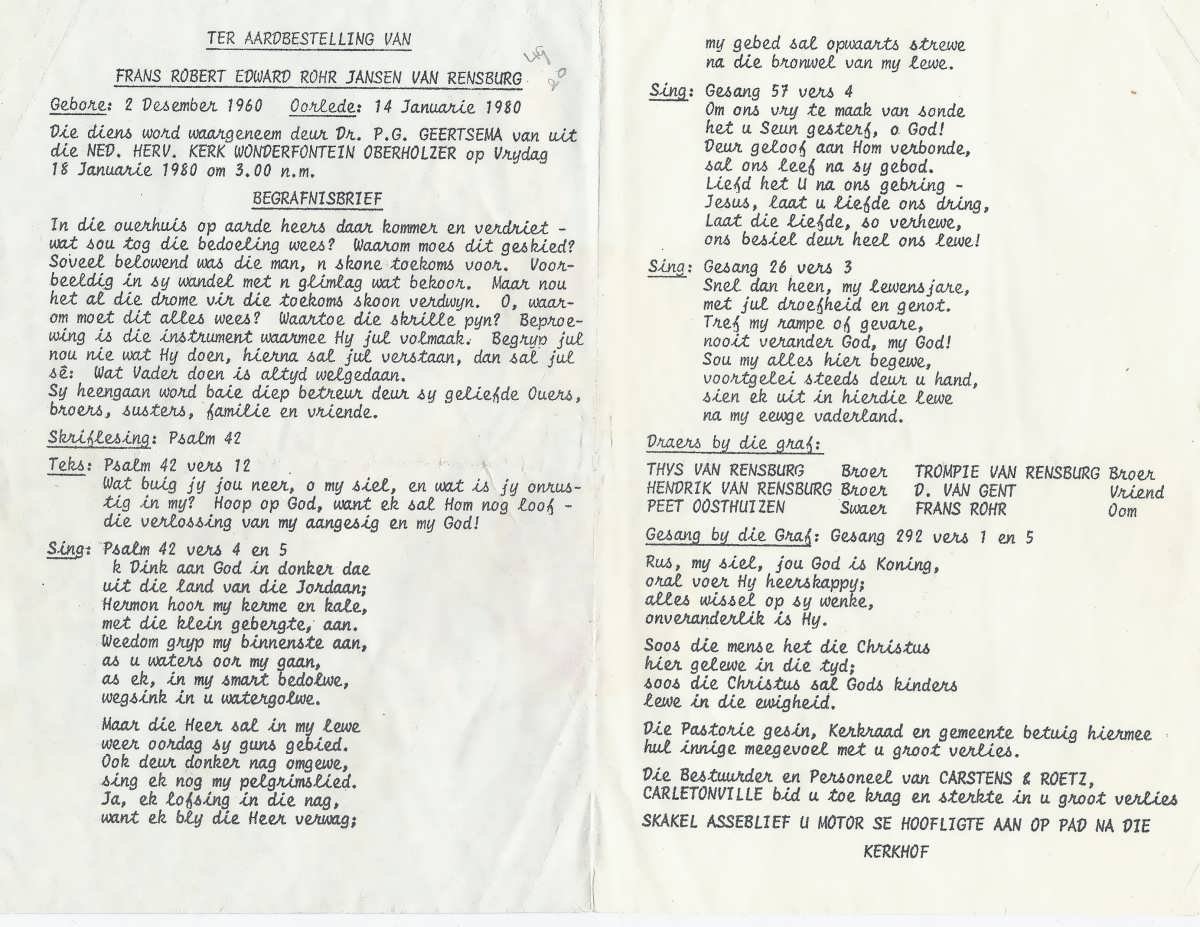 TER AARDBESTELLING VAN
49
20
FRANS ROBERT EDWARD ROHR JANSEN VAN RENSBURG
Gebore: 2 Desember 1960 Oorlede: 14 Januarie 1980
Die diens word waargeneem deur Dr. P.G. GEERTSEMA van uit
die NED. HERV. KERK WONDERFONTEIN OBERHOLZER op Vrydag
18 Januarie 1980 om 3.00 n.m.
BEGRAFNISBRIEF
In die ouerhuis op aarde heers daar kommer en verdriet -
wat sou tog die bedoeling wees? Waarom moes dit geskied?
Soveel belowend was die man, n skone toekoms voor. Voor-
beeldig in sy wandel met n glimlag wat bekoor. Maar nou
het al die drome vir die toekoms skoon verdwyn. O, waar-
om moet dit alles wees? Waartoe die skrille pyn? Beproe-
wing is die instrument waarmee Hy jul volmaak. Begryp jul
nou nie wat Hy doen, hierna sal jul verstaan, dan sal jul
sê: Wat Vader doen is altyd welgedaan.
Sy heengaan word baie diep betreur deur sy geliefde Ouers,
broers, susters, familie en vriende.
Skriflesing: Psalm 42
Teks: Psalm 42 vers 12
Wat buig jy jou neer, o my siel, en wat is jy onrus-
tig in my? Hoop op God, want ek sal Hom nog loof -
die verlossing van my aangesig en my God!
Sing: Psalm 42 vers 4 en 5
k Dink aan God in donker dae
uit die land van die Jordaan;
Hermon hoor my kerme en kale,
met die klein gebergte, aan.
Weedom gryp my binnenste aan,
as u waters oor my gaan,
as ek, in my smart bedolwe,
wegsink in u watergolwe.
Maar die Heer sal in my lewe
weer oordag sy guns gebied.
Ook deur donker nag omgewe,
sing ek nog my pelgrimslied.
Ja, ek lofsing in die nag,
want ek bly die Heer verwag;
my gebed sal opwaarts strewe
na die bronwel van my lewe.
Sing: Gesang 57 vers 4
Om ons vry te maak van sonde
het u Seun gesterf, o God!
Deur geloof aan Hom verbonde,
sal ons leef na sy gebod.
Liefd het U na ons gebring -
Jesus, laat u liefde ons dring,
Laat die liefde, so verhewe,
ons besiel deur heel ons lewe!
Sing: Gesang 26 vers 3
Snel dan heen, my lewensjare,
met jul droefheid en genot.
Tref my rampe of gevare,
nooit verander God, my God!
Sou my alles hier begewe,
voortgelei steeds deur u hand,
sien ek uit in hierdie lewe
na my eewge vaderland.
Draers by die graf:
THYS VAN RENSBURG Broer TROMPIE VAN RENSBURG Broer
HENDRIK VAN RENSBURG Broer D. VAN GENT Vriend
PEET OOSTHUIZEN Swaer FRANS ROHR Oom
Gesang by die Graf: Gesang 292 vers 1 en 5
Rus, my siel, jou God is Koning,
oral voer Hy heerskappy;
alles wissel op sy wenke,
onveranderlik is Hy.
Soos die mense het die Christus
hier gelewe in die tyd;
soos die Christus sal Gods kinders
lewe in die ewigheid.
Die Pastorie gesin, Kerkraad en gemeente betuig hiermee
hul innige meegevoel met u groot verlies.
Die Bestuurder en Personeel van CARSTENS & ROETZ,
CARLETONVILLE bid u toe krag en sterkte in u groot verlies
SKAKEL ASSEBLIEF U MOTOR SE HOOFLIGTE AAN OP PAD NA DIE
KERKHOF